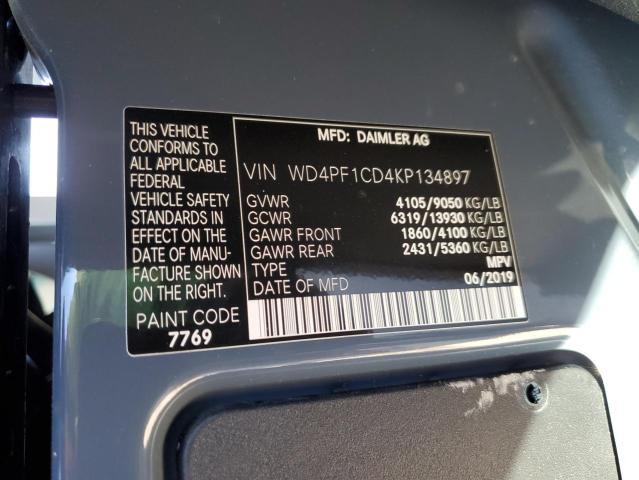 MFD: DAIMLER AG
THIS VEHICLE
CONFORMS TO
ALL APPLICABLE
FEDERAL
VEHICLE SAFETY
STANDARDS IN
EFFECT ON THE
DATE OF MANU-
FACTURE SHOWN
ON THE RIGHT.
PAINT CODE
7769
VIN WD4PF1CD4KP134897
GVWR 4105/9050 KG/LB
GCWR 6319/13930 KG/LB
GAWR FRONT 1860/4100 KG/LB
GAWR REAR 2431/5360 KG/LB
TYPE MPV
DATE OF MFD 06/2019